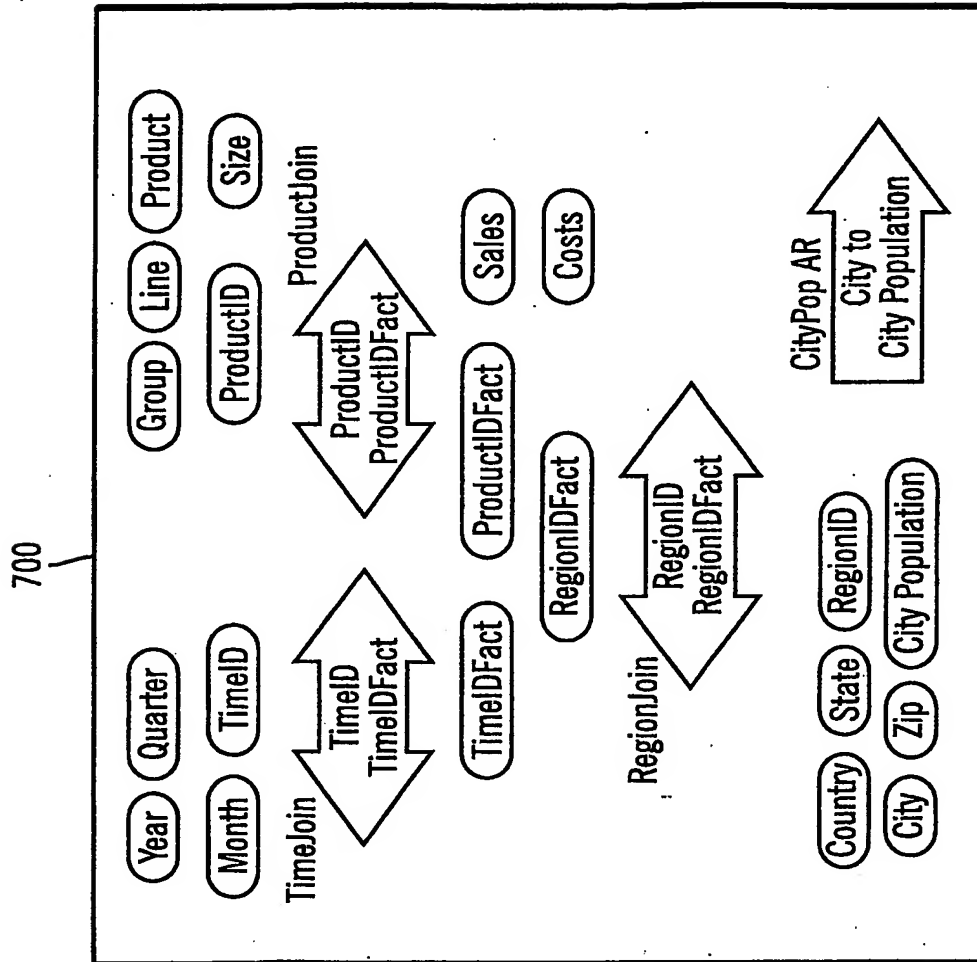 700
Year Quarter Group Line Product
Month TimeID ProductID Size
TimeJoin ProductJoin
TimeID ProductID
TimeIDFact ProductIDFact
TimeIDFact ProductIDFact Sales
RegionIDFact Costs
RegionJoin
RegionID
RegionIDFact
Country State RegionID
City Zip City Population
CityPop AR
City to
City Population